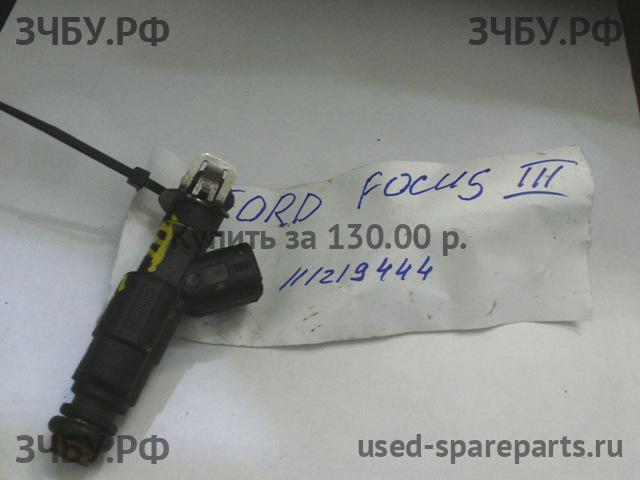 ЗЧБУ.РФ ЗЧБУ.РФ
FORD FOCUS III
Купить за 130.00 р.
111219444
ЗЧБУ.РФ used-spareparts.ru